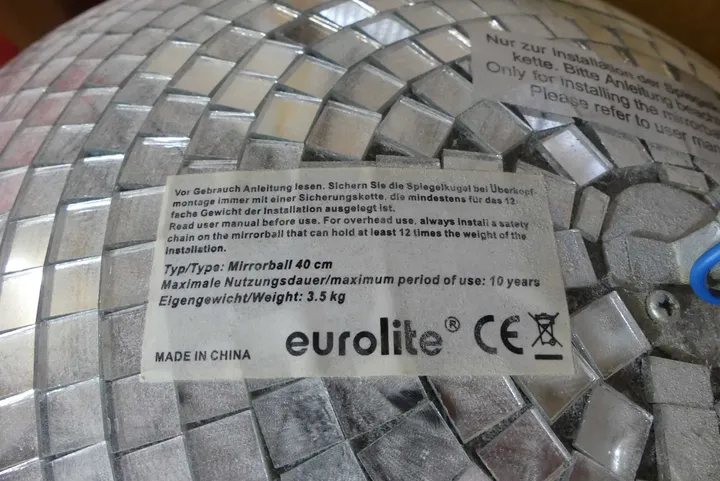 Nur zur Installation der Spiegel
kette. Bitte Anleitung beach
Only for installing the mirrorba
Please refer to user man
Vor Gebrauch Anleitung lesen. Sichern Sie die Spiegelkugel bei Überkopf-
montage immer mit einer Sicherungskette, die mindestens für das 12-
fache Gewicht der Installation ausgelegt ist.
Read user manual before use. For overhead use, always install a safety
chain on the mirrorball that can hold at least 12 times the weight of the
installation.
Typ/Type: Mirrorball 40 cm
Maximale Nutzungsdauer/maximum period of use: 10 years
Eigengewicht/Weight: 3.5 kg
MADE IN CHINA
eurolite® CE